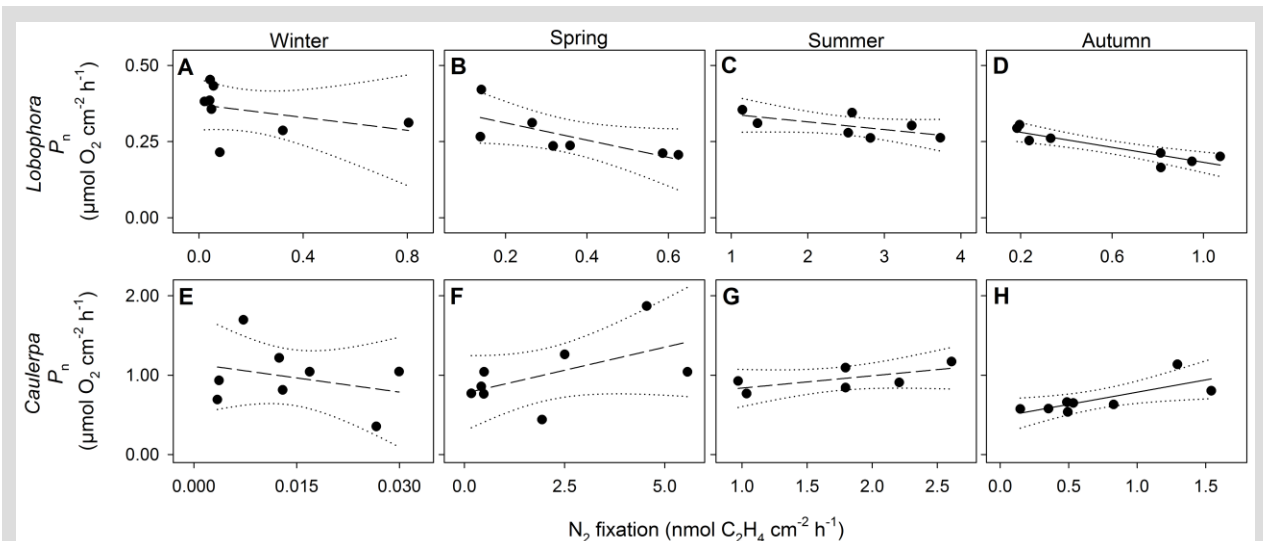 Winter Spring Summer Autumn
A B C D
Lobophora
Pn
(µmol O2 cm-2 h-1)
0.50
0.25
0.00
0.0 0.4 0.8 0.2 0.4 0.6 1 2 3 4 0.2 0.6 1.0
E F G H
Caulerpa
Pn
(µmol O2 cm-2 h-1)
2.00
1.00
0.00
0.000 0.015 0.030 0.0 2.5 5.0 1.0 1.5 2.0 2.5 0.0 0.5 1.0 1.5
N2 fixation (nmol C2H4 cm-2 h-1)